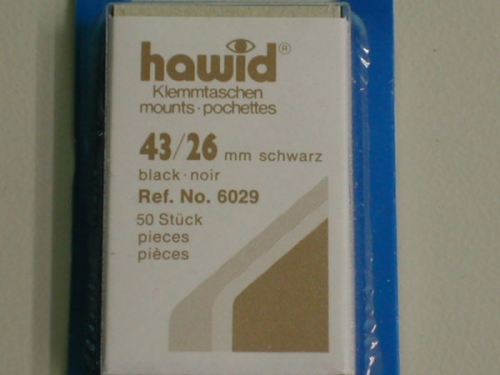 hawid®
Klemmtaschen
mounts·pochettes
43/26 mm schwarz
black·noir
Ref. No. 6029
50 Stück
pieces
pièces